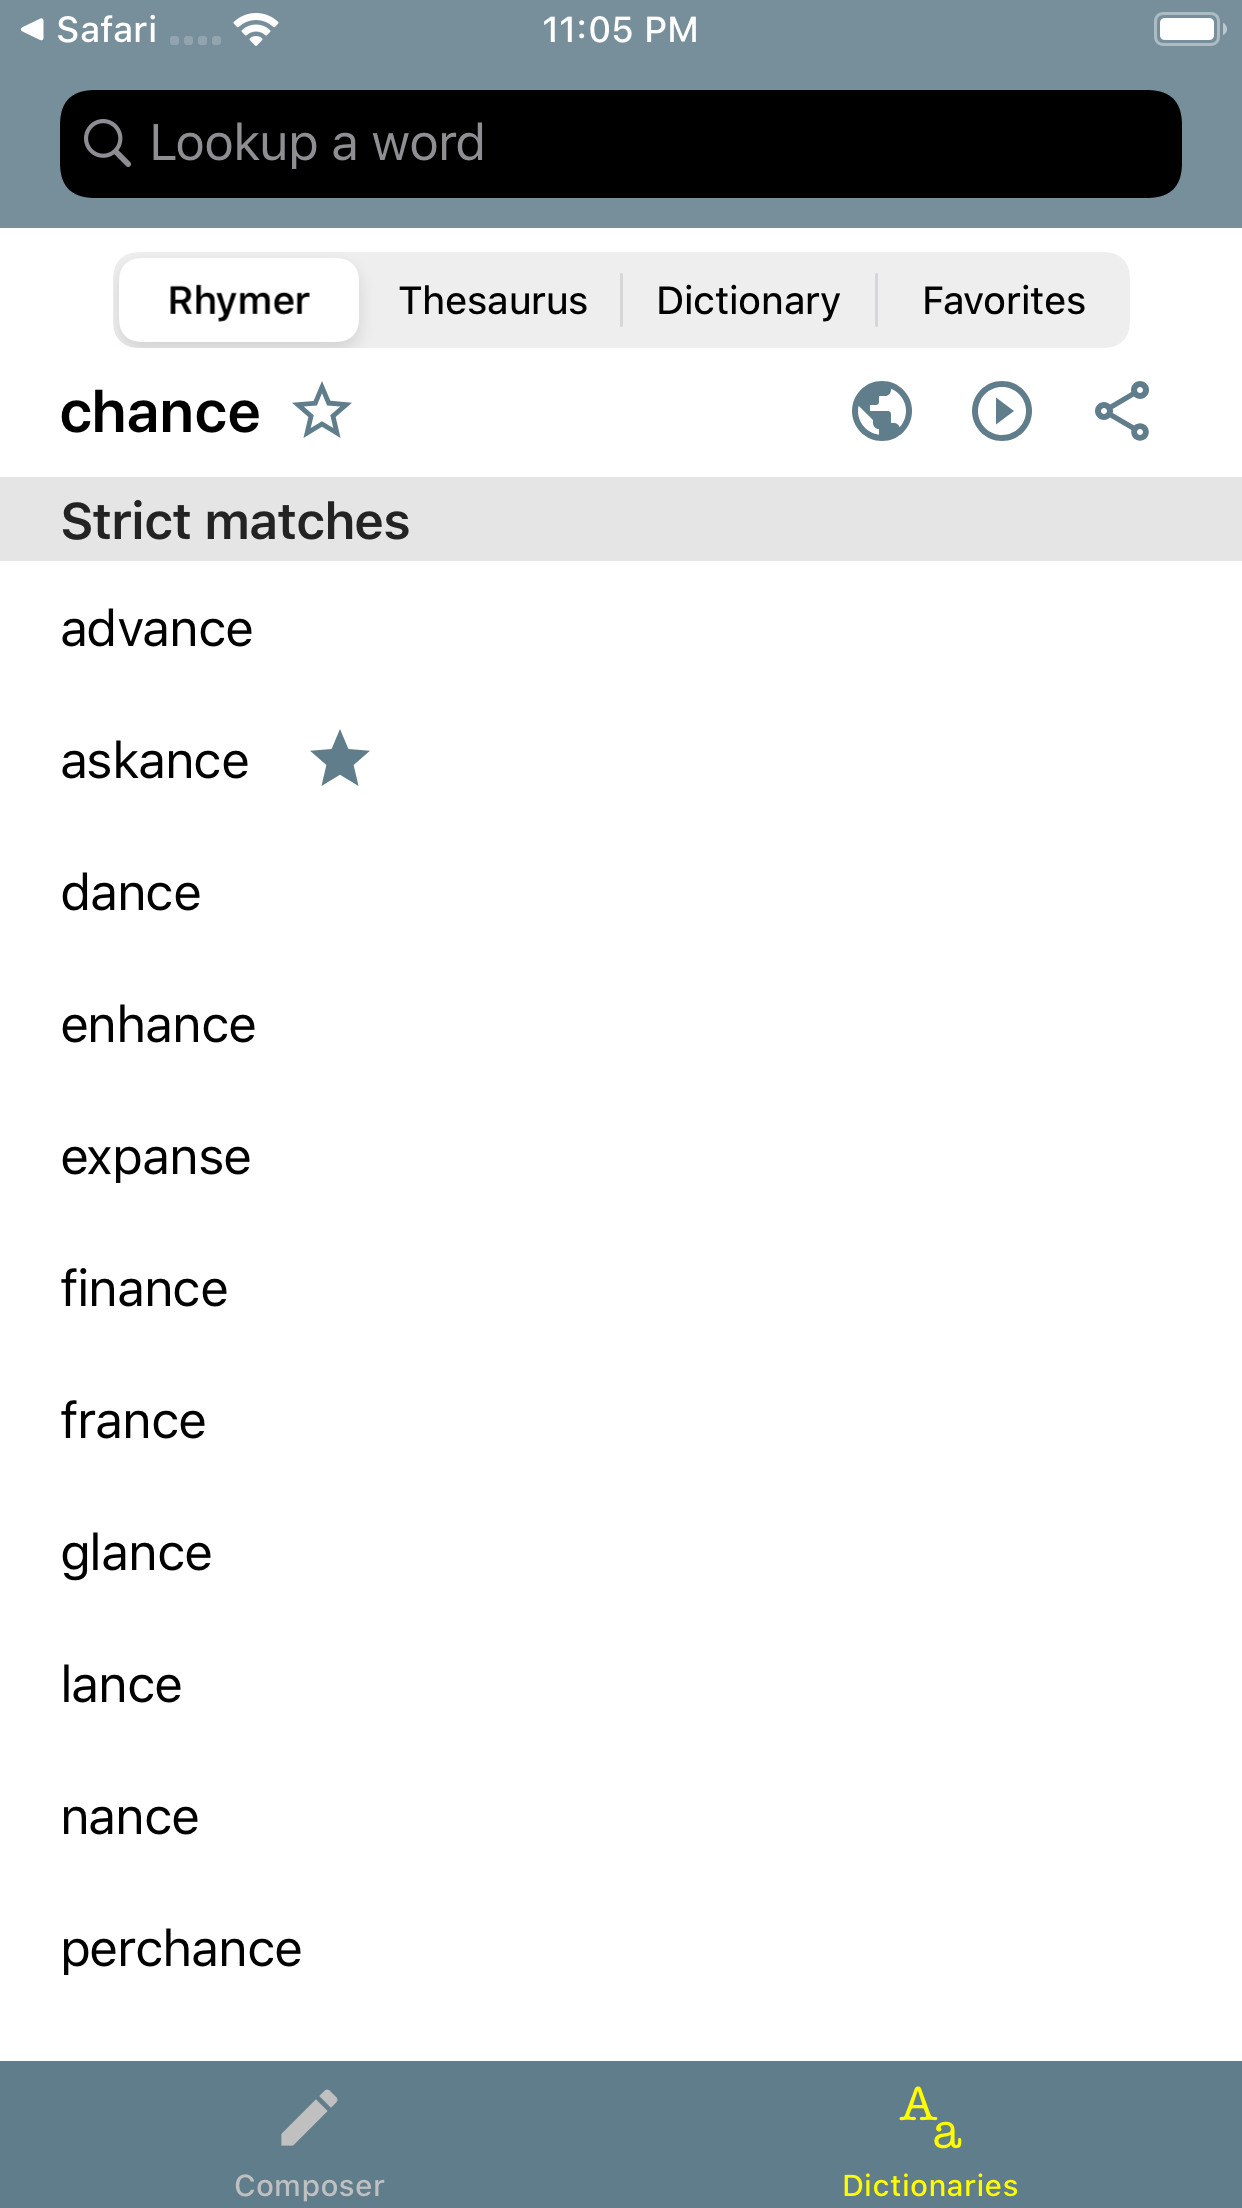 Safari 11:05 PM
Lookup a word
Rhymer Thesaurus Dictionary Favorites
chance
Strict matches
advance
askance
dance
enhance
expanse
finance
france
glance
lance
nance
perchance
Composer Dictionaries